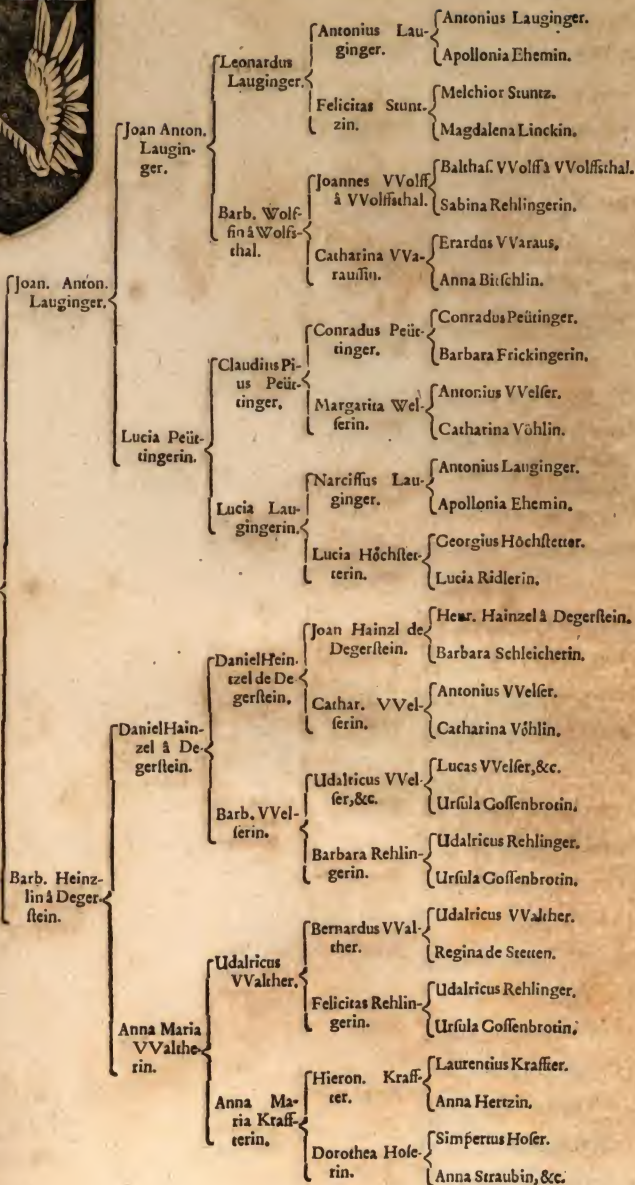 Joan. Anton.
Lauginger.
Barb. Heinz-
lin â Deger-
ſtein.
Joan Anton.
Laugin-
ger.
Lucia Peüt-
tingerin.
Daniel Hain-
zel â De-
gerſtein.
Anna Maria
VValthe-
rin.
Leonardus
Lauginger.
Barb. Wolf-
fin â Wolfs-
thal.
Claudius Pi-
us Peüt-
tinger.
Lucia Lau-
gingerin.
Daniel Hein-
tzel de De-
gerſtein.
Barb. VVel-
ſerin.
Udalricus
VValther.
Anna Ma-
ria Kraff-
terin.
Antonius Lau-
ginger.
Felicitas Stunt-
zin.
Joannes VVolff
â VVolffsthal.
Catharina VVa-
rauſſin.
Conradus Peüt-
tinger.
Margarita Wel-
ſerin.
Narciſſus Lau-
ginger.
Lucia Hőchſtet-
terin.
Joan Hainzl de
Degerſtein.
Cathar. VVel-
ſerin.
Udalricus VVel-
ſer, &c.
Barbara Rehlin-
gerin.
Bernardus VVal-
ther.
Felicitas Rehlin-
gerin.
Hieron. Kraff-
ter.
Dorothea Hofe-
rin.
Antonius Lauginger.
Apollonia Ehemin.
Melchior Stuntz.
Magdalena Linckin.
Balthaſ. VVolff â VVolffsthal.
Sabina Rehlingerin.
Erardus VVaraus.
Anna Bitſchlin.
Conradus Peütinger.
Barbara Frickingerin.
Antonius VVelſer.
Catharina Vöhlin.
Antonius Lauginger.
Apollonia Ehemin.
Georgius Hôchſtetter.
Lucia Ridlerin.
Henr. Hainzel â Degerſtein.
Barbara Schleicherin.
Antonius VVelſer.
Catharina Vőhlin.
Lucas VVelſer, &c.
Urſula Goſſenbrotin.
Udalricus Rehlinger.
Urſula Goſſenbrotin.
Udalricus VValther.
Regina de Stetten.
Udalricus Rehlinger.
Urſula Goſſenbrotin.
Laurentius Kraffter.
Anna Hertzin.
Simpertus Hofer.
Anna Straubin, &c.